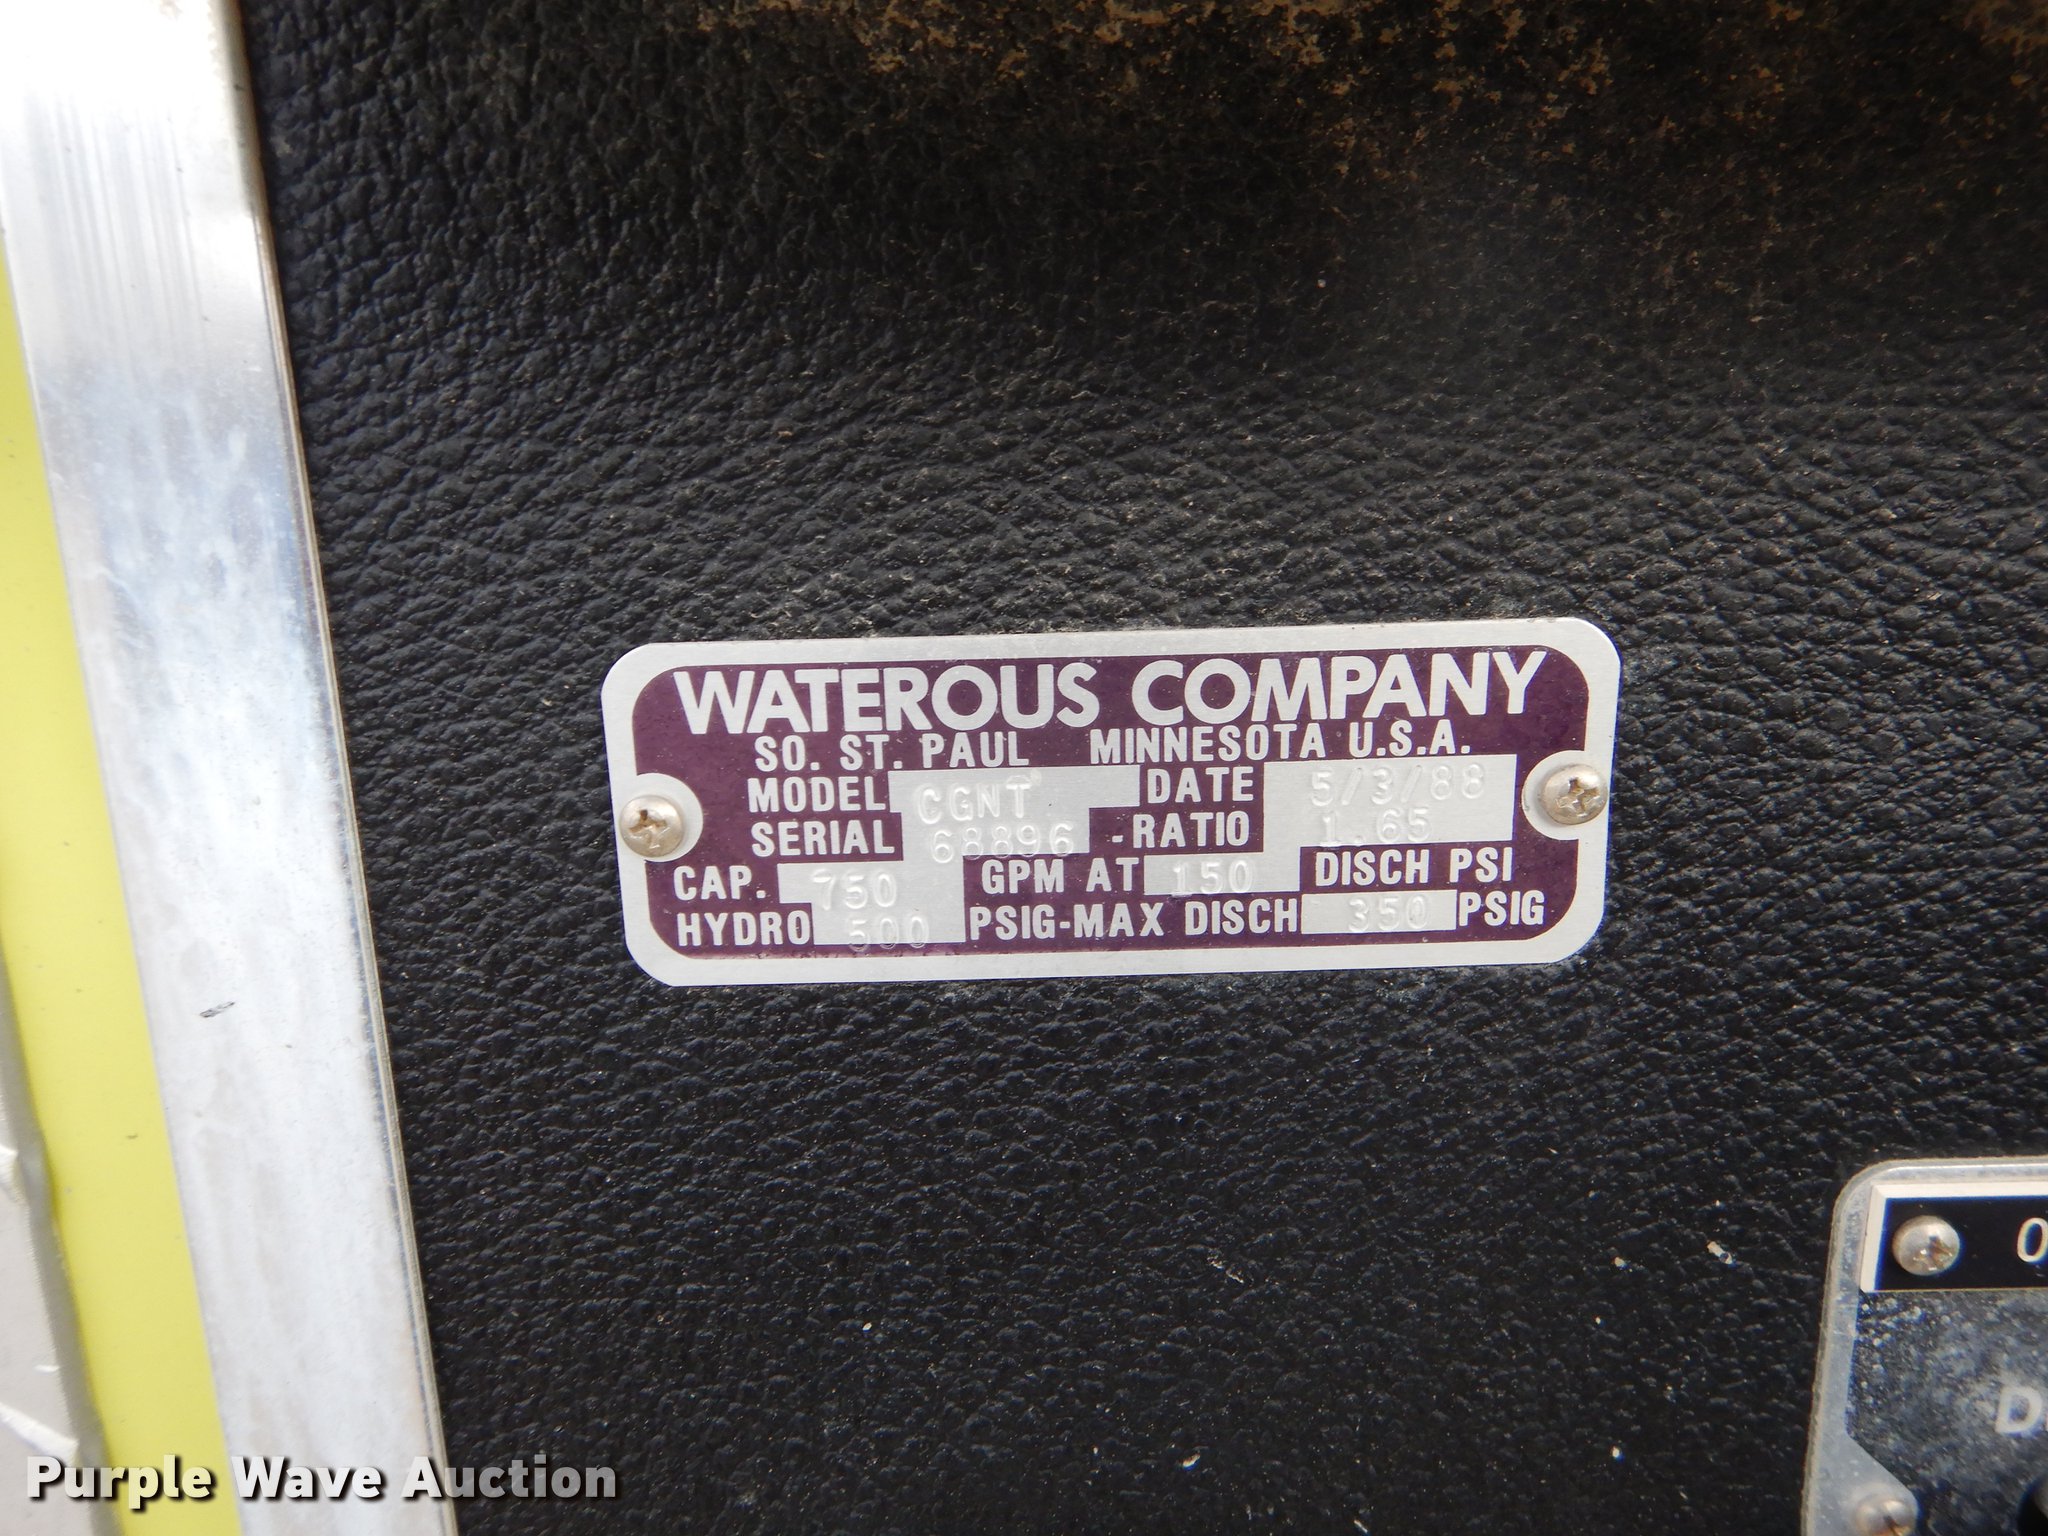 WATEROUS COMPANY
SO. ST. PAUL MINNESOTA U.S.A.
MODEL CGNT DATE 5/3/88
SERIAL 68896 -RATIO 1.65
CAP. 750 GPM AT 150 DISCH PSI
HYDRO 500 PSIG-MAX DISCH 350 PSIG
Purple Wave Auction